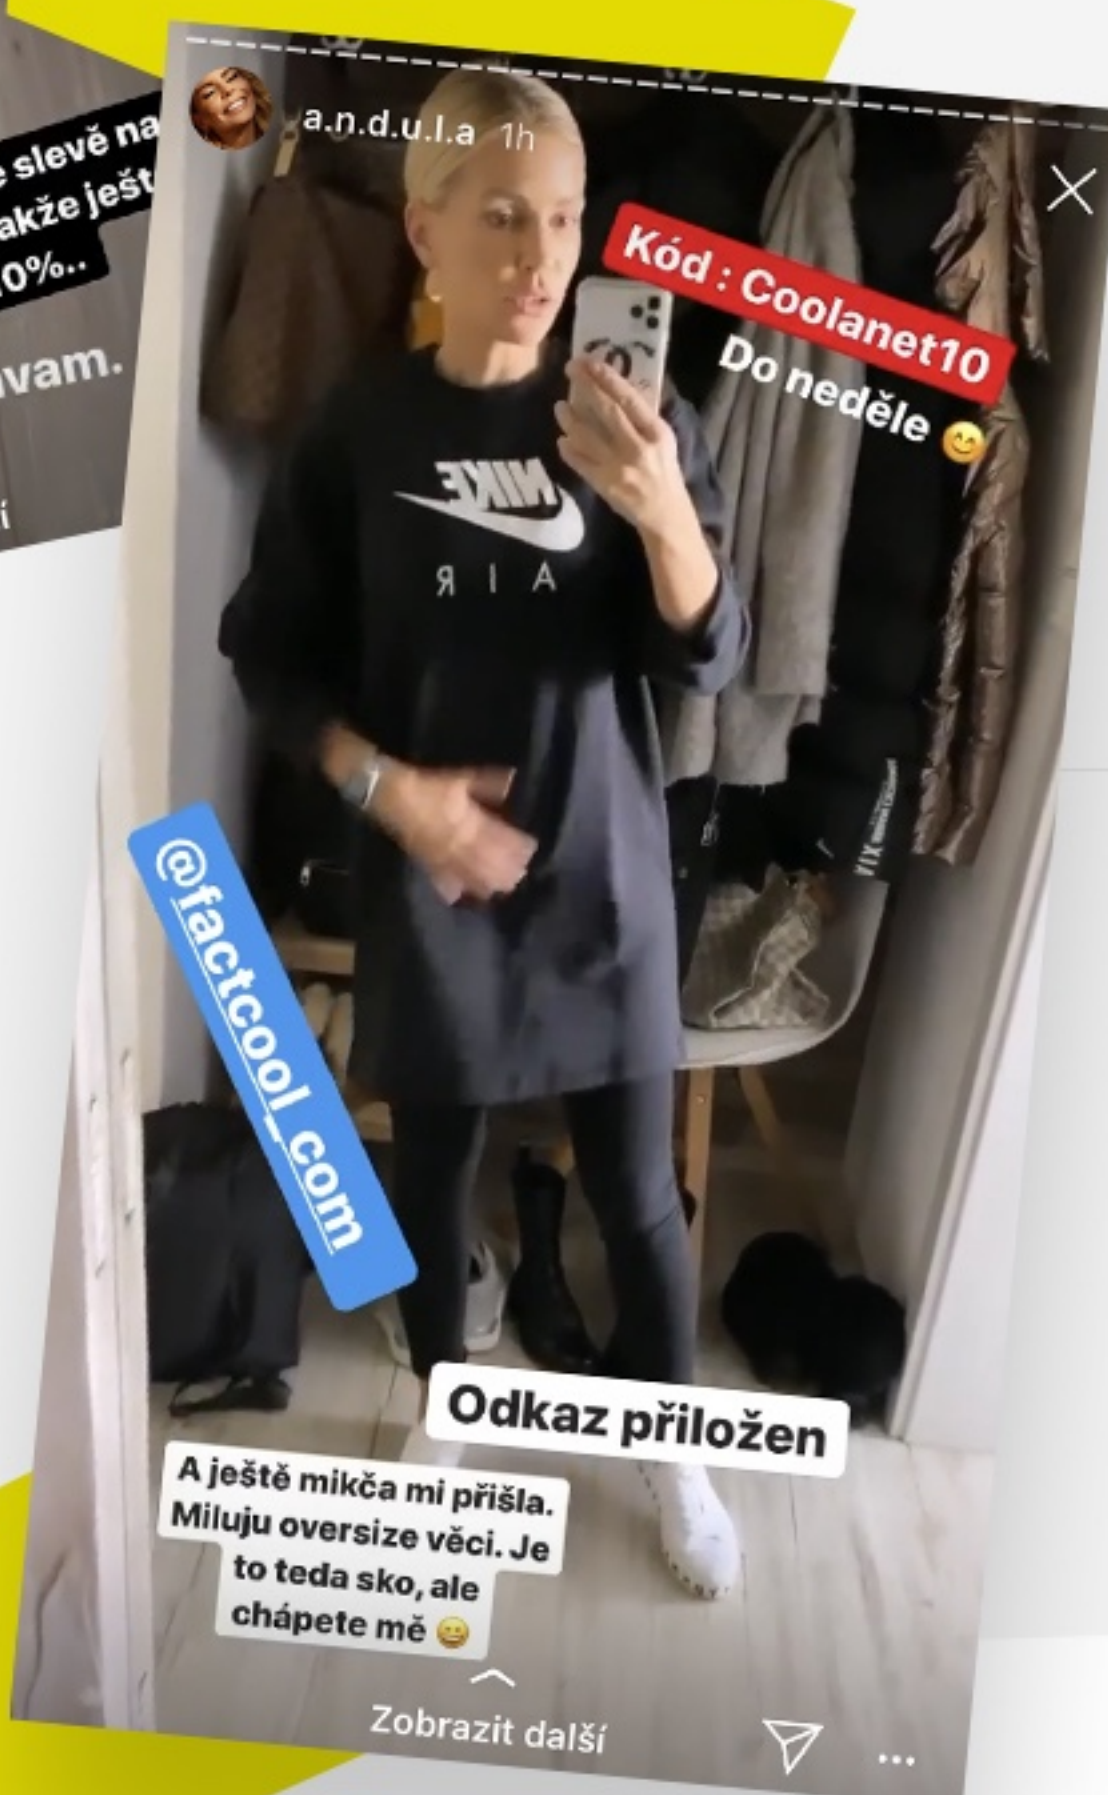 slevě na
akže ješt
0%..
vam.
í
a.n.d.u.l.a 1h
Kód : Coolanet10
Do neděle 😊
NIKE
AIR
@factcool_com
Odkaz přiložen
A ještě mikča mi přišla.
Miluju oversize věci. Je
to teda sko, ale
chápete mě 😀
Zobrazit další